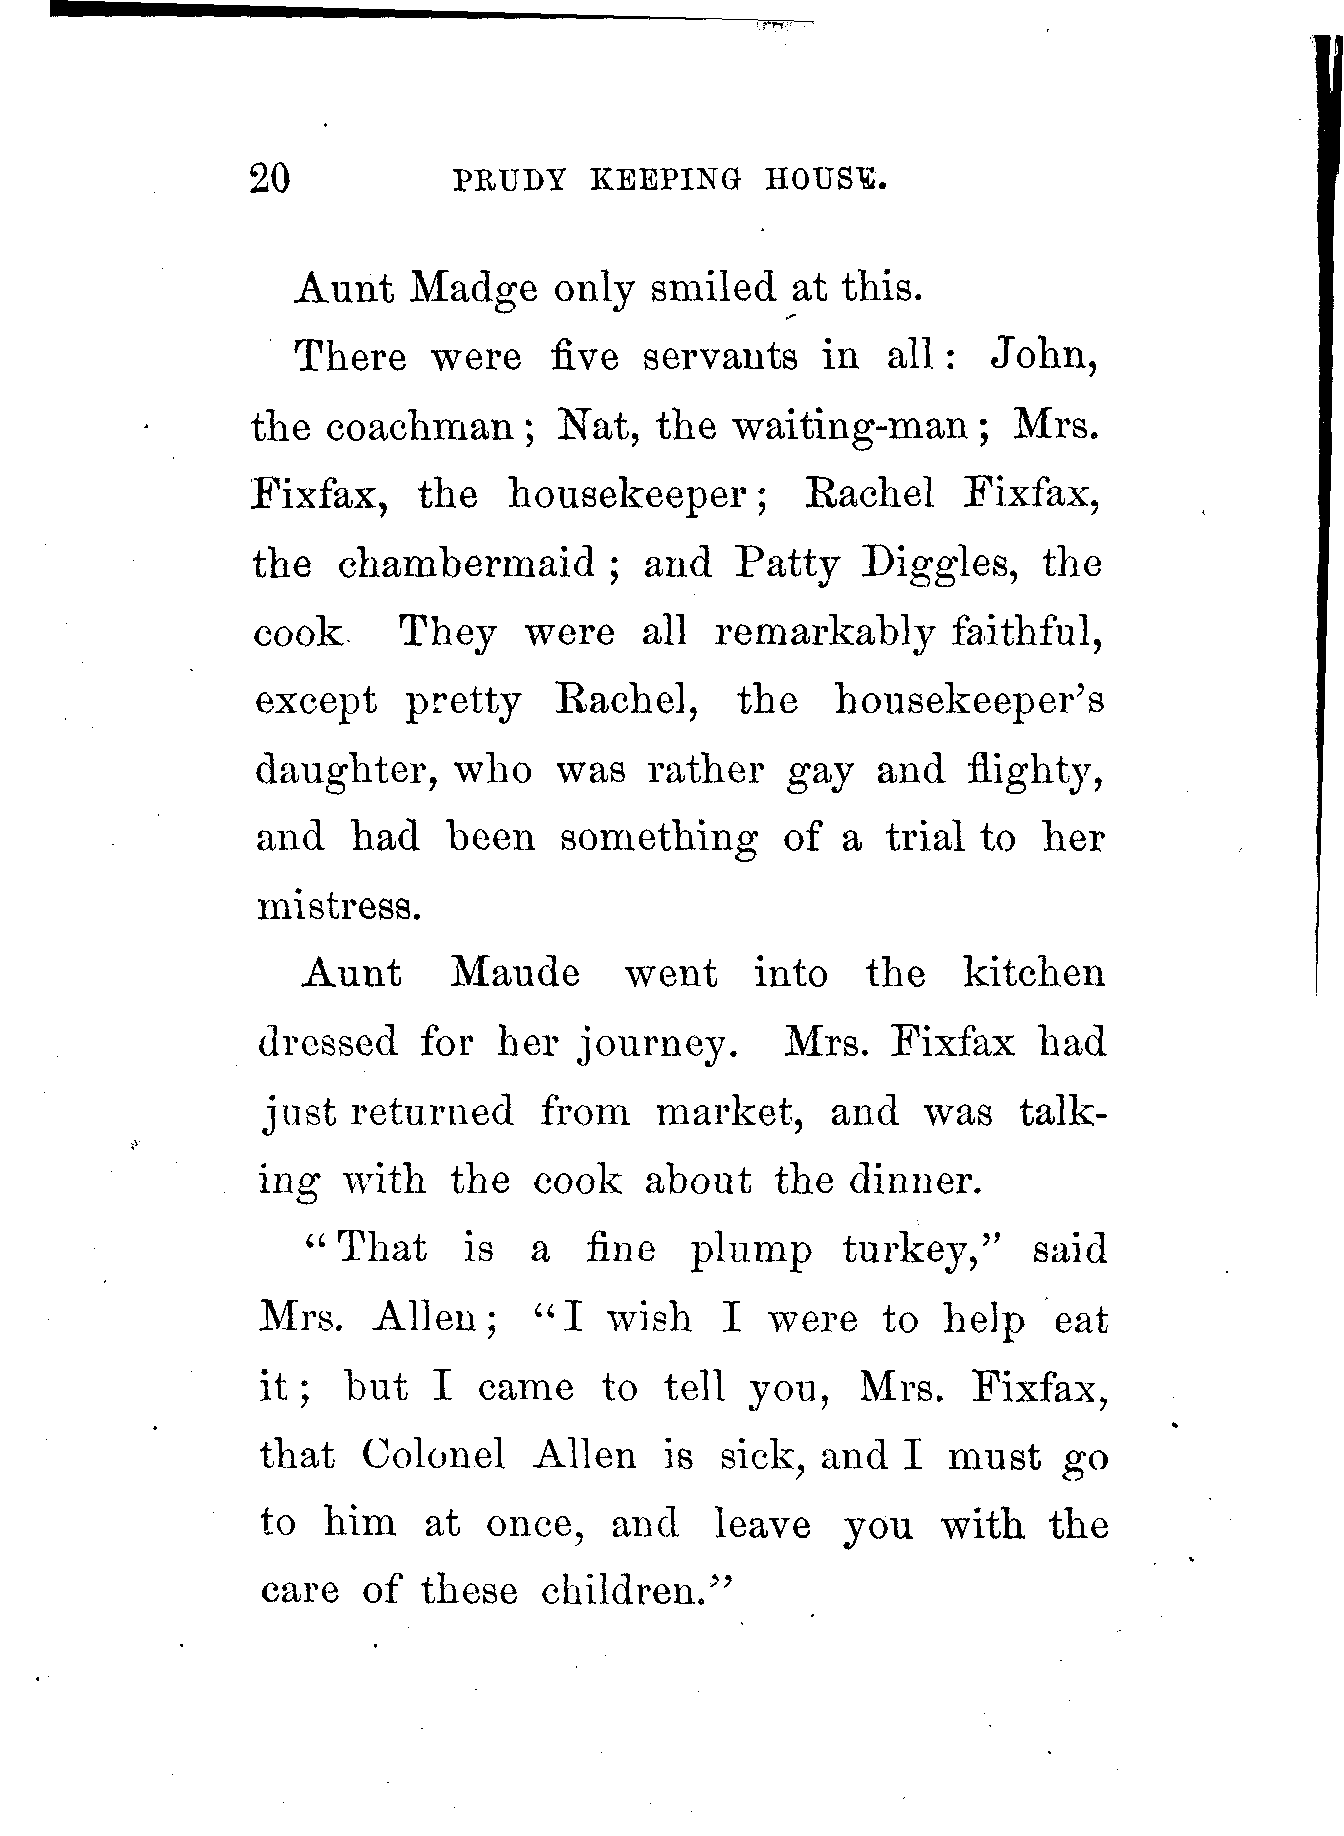 20 PRUDY KEEPING HOUSE.
Aunt Madge only smiled at this.
There were five servants in all: John,
the coachman; Nat, the waiting-man; Mrs.
Fixfax, the housekeeper; Rachel Fixfax,
the chambermaid; and Patty Diggles, the
cook. They were all remarkably faithful,
except pretty Rachel, the housekeeper's
daughter, who was rather gay and flighty,
and had been something of a trial to her
mistress.
Aunt Maude went into the kitchen
dressed for her journey. Mrs. Fixfax had
just returned from market, and was talk-
ing with the cook about the dinner.
"That is a fine plump turkey," said
Mrs. Allen; "I wish I were to help eat
it; but I came to tell you, Mrs. Fixfax,
that Colonel Allen is sick, and I must go
to him at once, and leave you with the
care of these children."